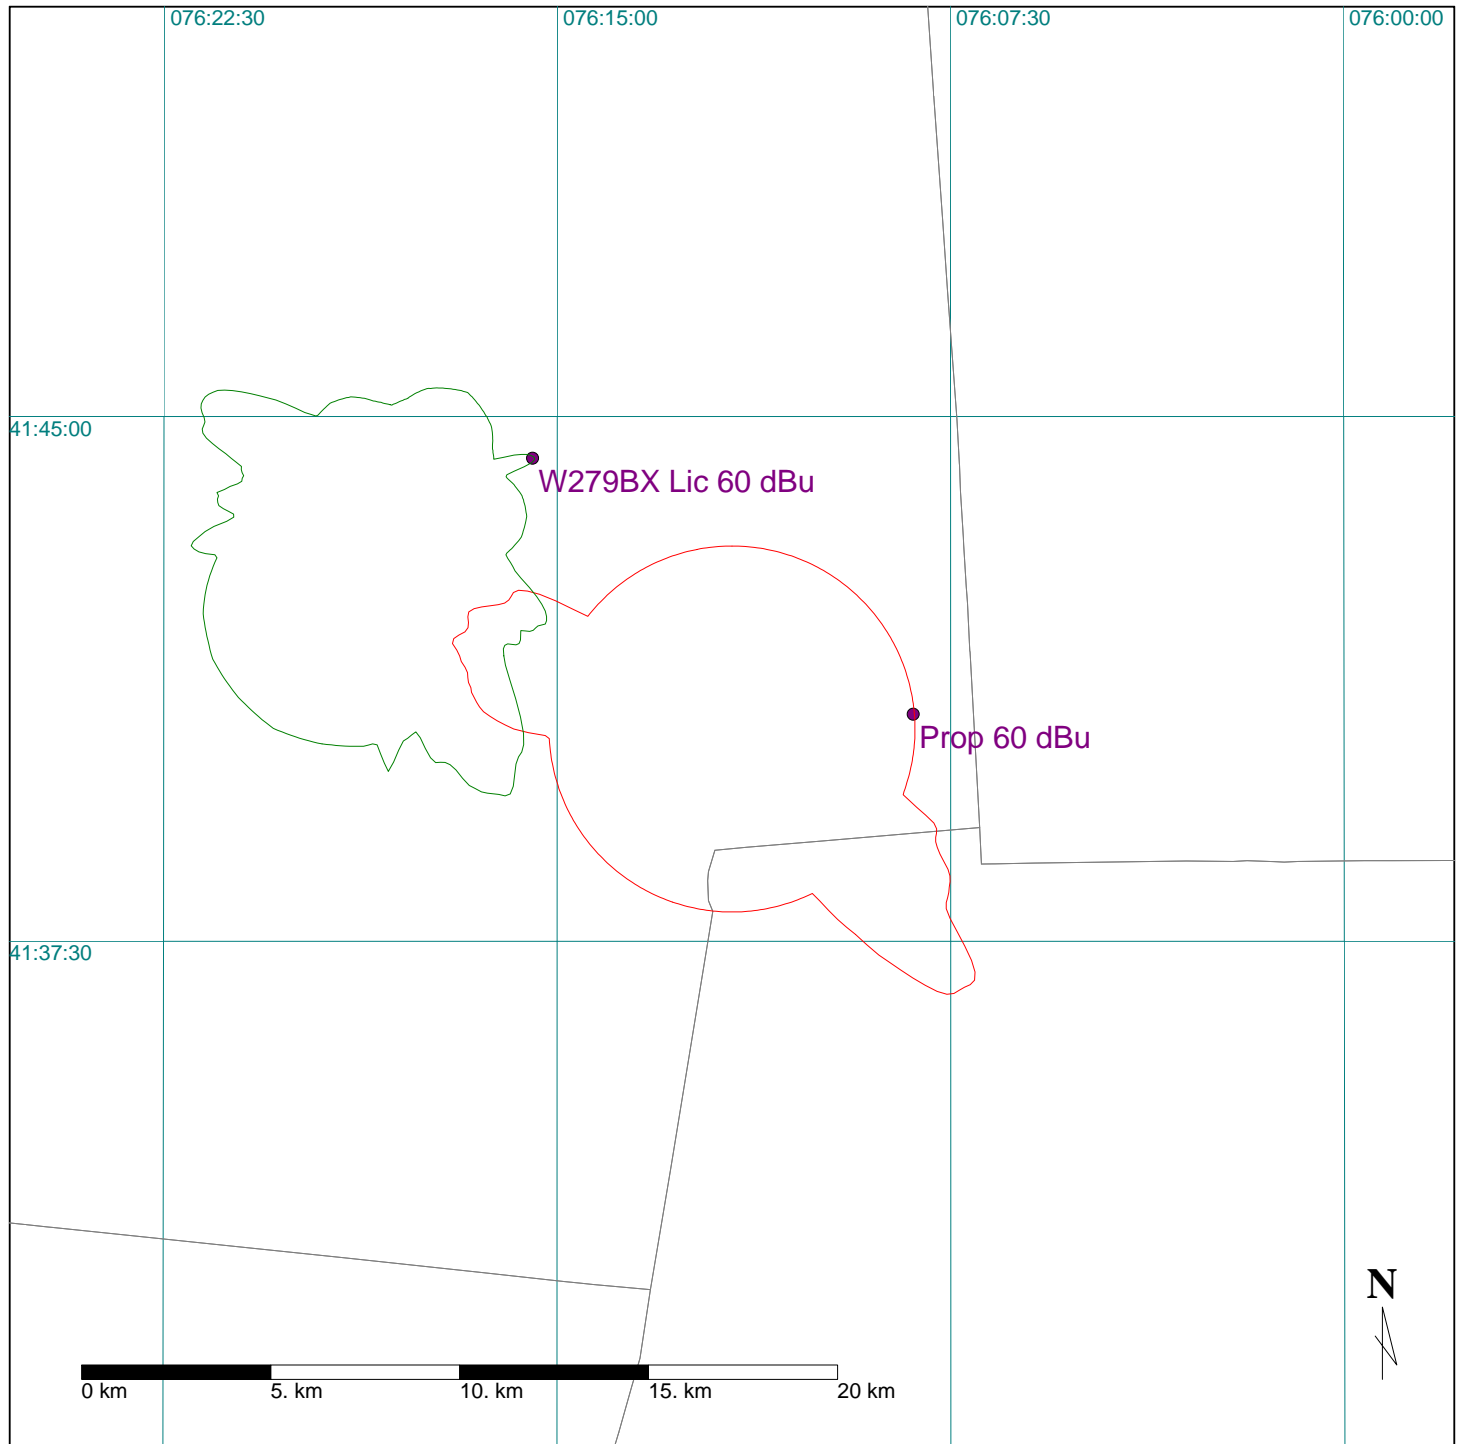 076:22:30
076:15:00
076:07:30
076:00:00
41:45:00
W279BX Lic 60 dBu
Prop 60 dBu
41:37:30
N
0 km
5. km
10. km
15. km
20 km